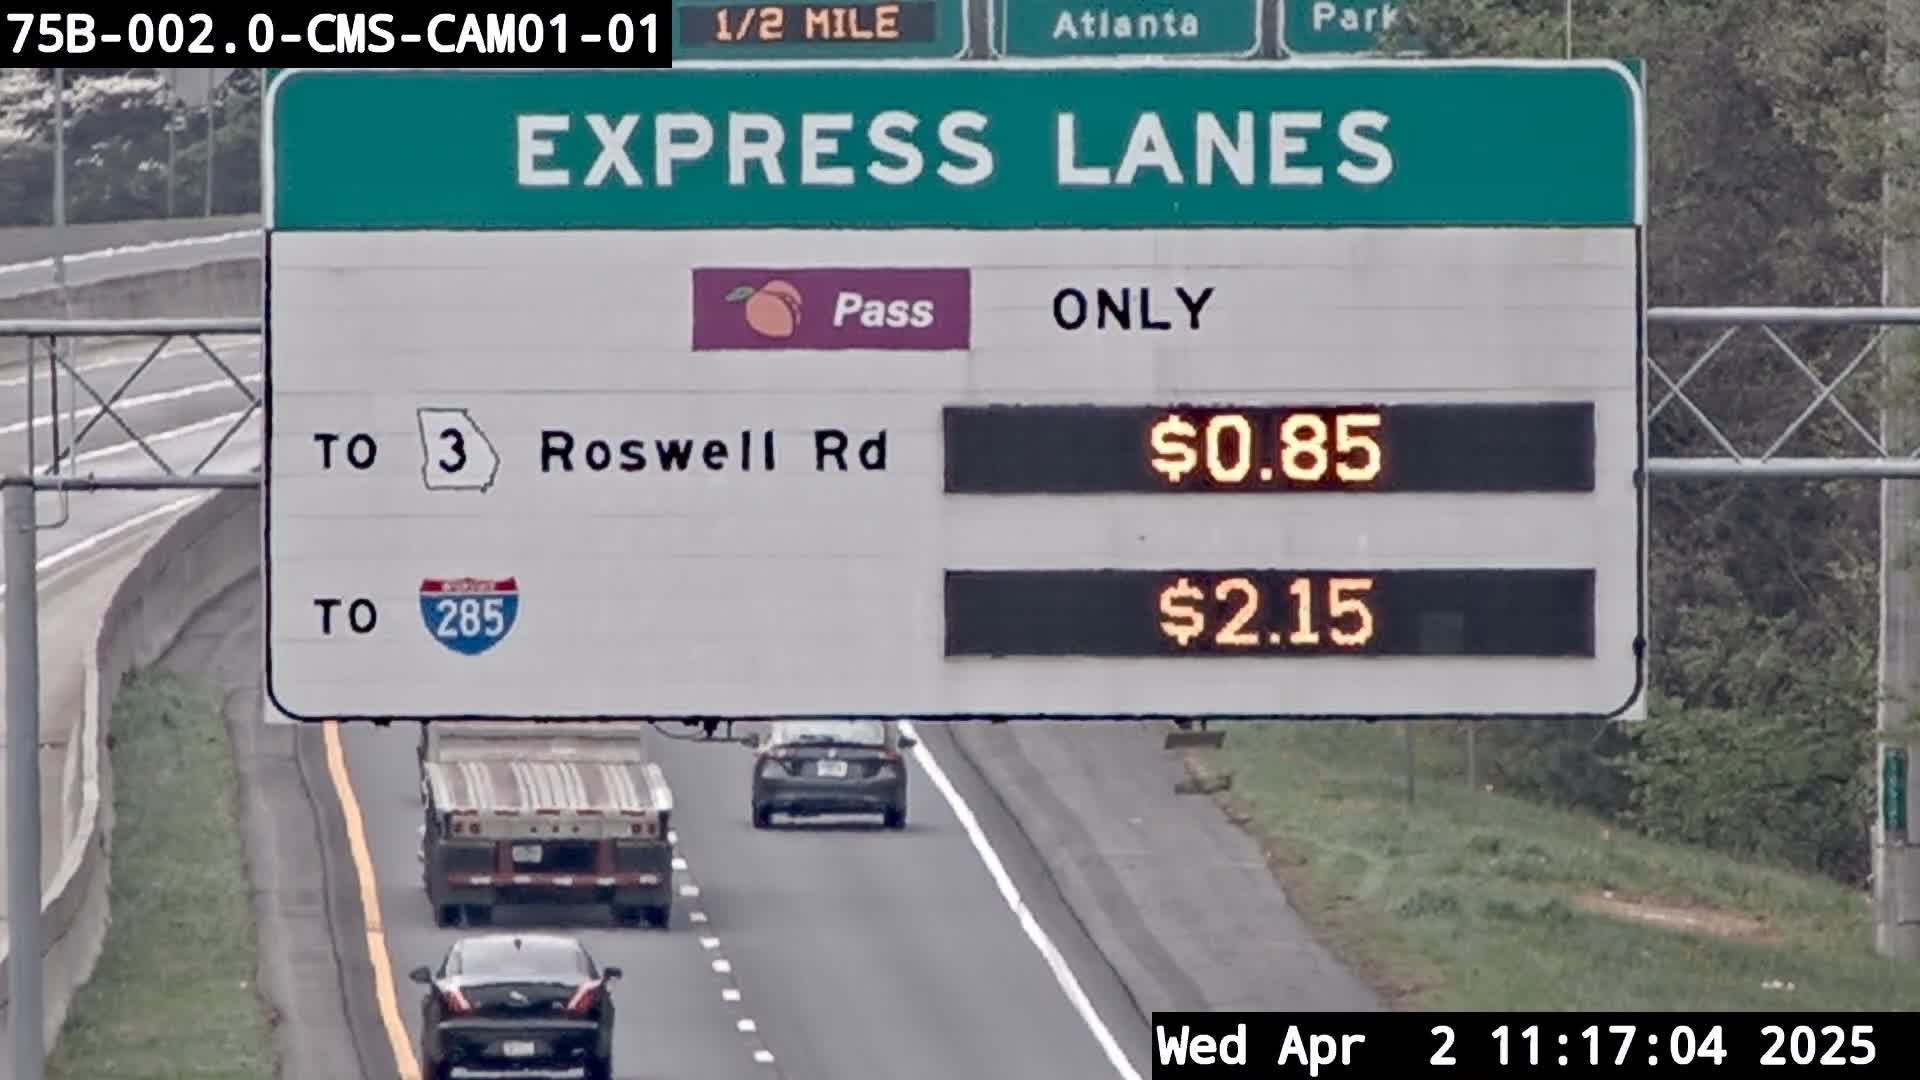 75B-002.0-CMS-CAM01-01
1/2 MILE
Atlanta
Park
EXPRESS LANES
Pass ONLY
TO 3 Roswell Rd $0.85
TO 285 $2.15
Wed Apr 2 11:17:04 2025